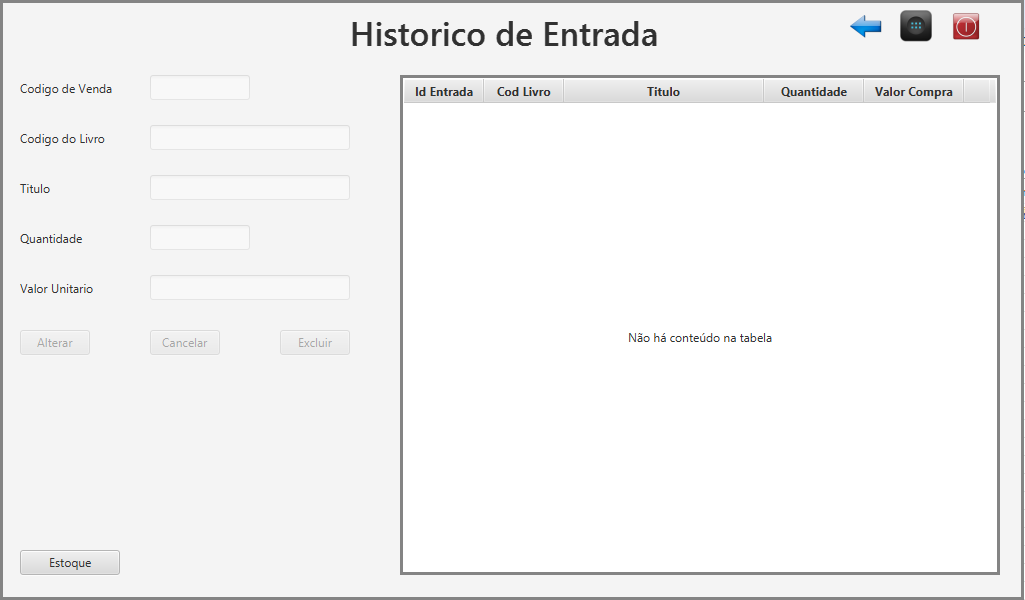 Historico de Entrada
Codigo de Venda
Codigo do Livro
Titulo
Quantidade
Valor Unitario
Alterar Cancelar Excluir
Estoque
Id Entrada Cod Livro Titulo Quantidade Valor Compra
Não há conteúdo na tabela